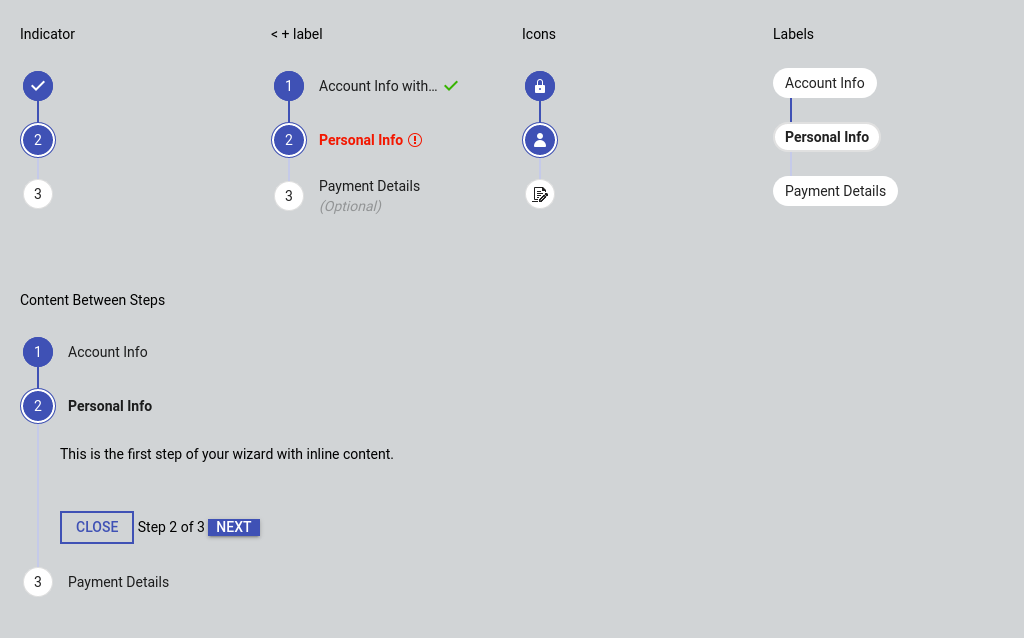 Indicator
< + label
Icons
Labels
1
Account Info with…
Account Info
2
2
Personal Info
Personal Info
3
3
Payment Details
(Optional)
Payment Details
Content Between Steps
1
Account Info
2
Personal Info
This is the first step of your wizard with inline content.
CLOSE Step 2 of 3 NEXT
3
Payment Details